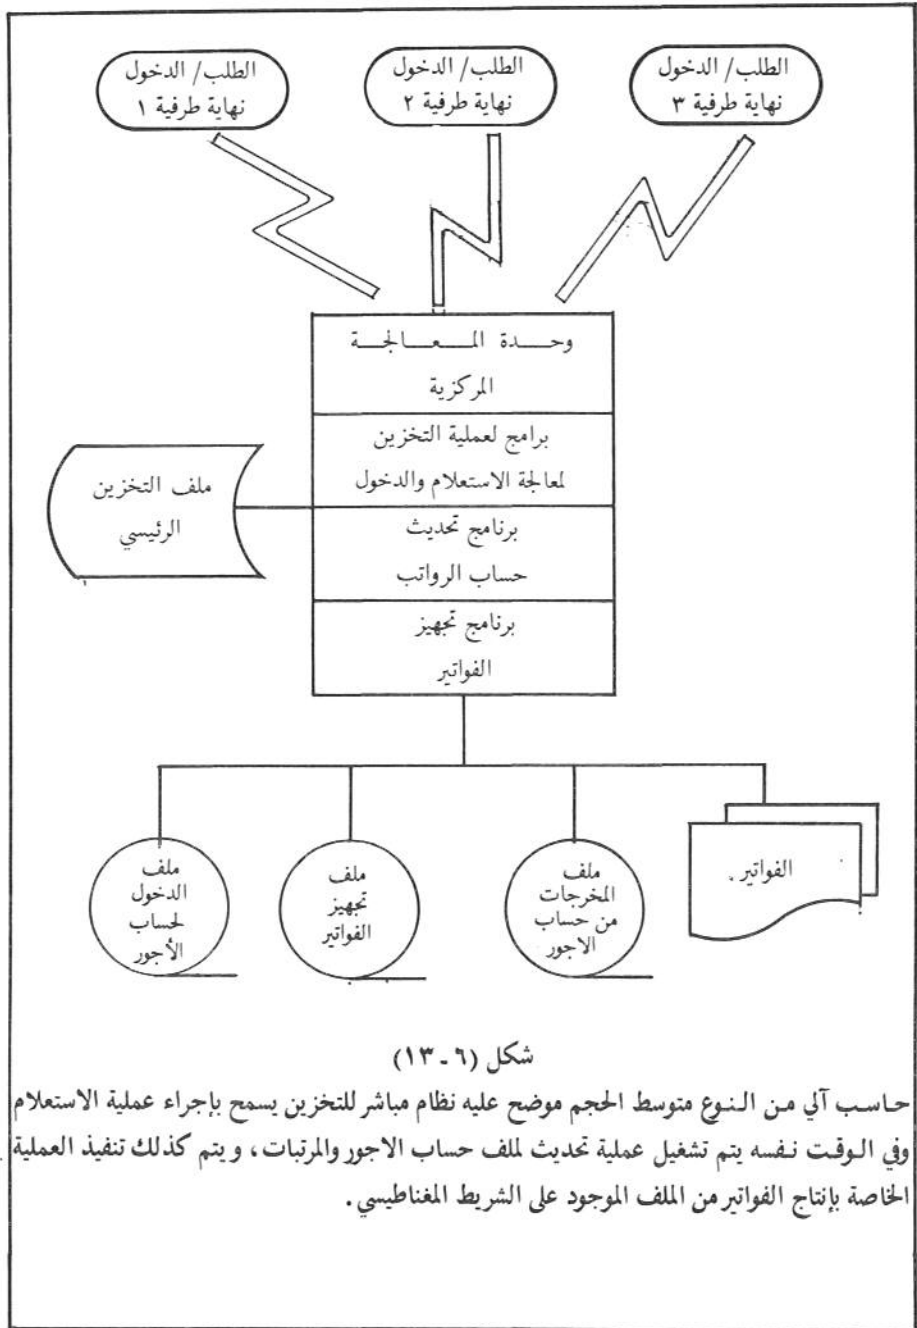 الطلب/ الدخول
نهاية طرفية ٣
الطلب/ الدخول
نهاية طرفية ٢
الطلب/ الدخول
نهاية طرفية ١
وحدة المعالجة
المركزية
برامج لعملية التخزين
لمعالجة الاستعلام والدخول
برنامج تحديث
حساب الرواتب
برنامج تجهيز
الفواتير
ملف التخزين
الرئيسي
الفواتير
ملف
المخرجات
من حساب
الاجور
ملف
تجهيز
الفواتير
ملف
الدخول
لحساب
الأجور
شكل (٦ ـ ١٣)
حاسب آلي من النوع متوسط الحجم موضح عليه نظام مباشر للتخزين يسمح بإجراء عملية الاستعلام
وفي الوقت نفسه يتم تشغيل عملية تحديث لملف حساب الاجور والمرتبات، ويتم كذلك تنفيذ العملية
الخاصة بإنتاج الفواتير من الملف الموجود على الشريط المغناطيسي.